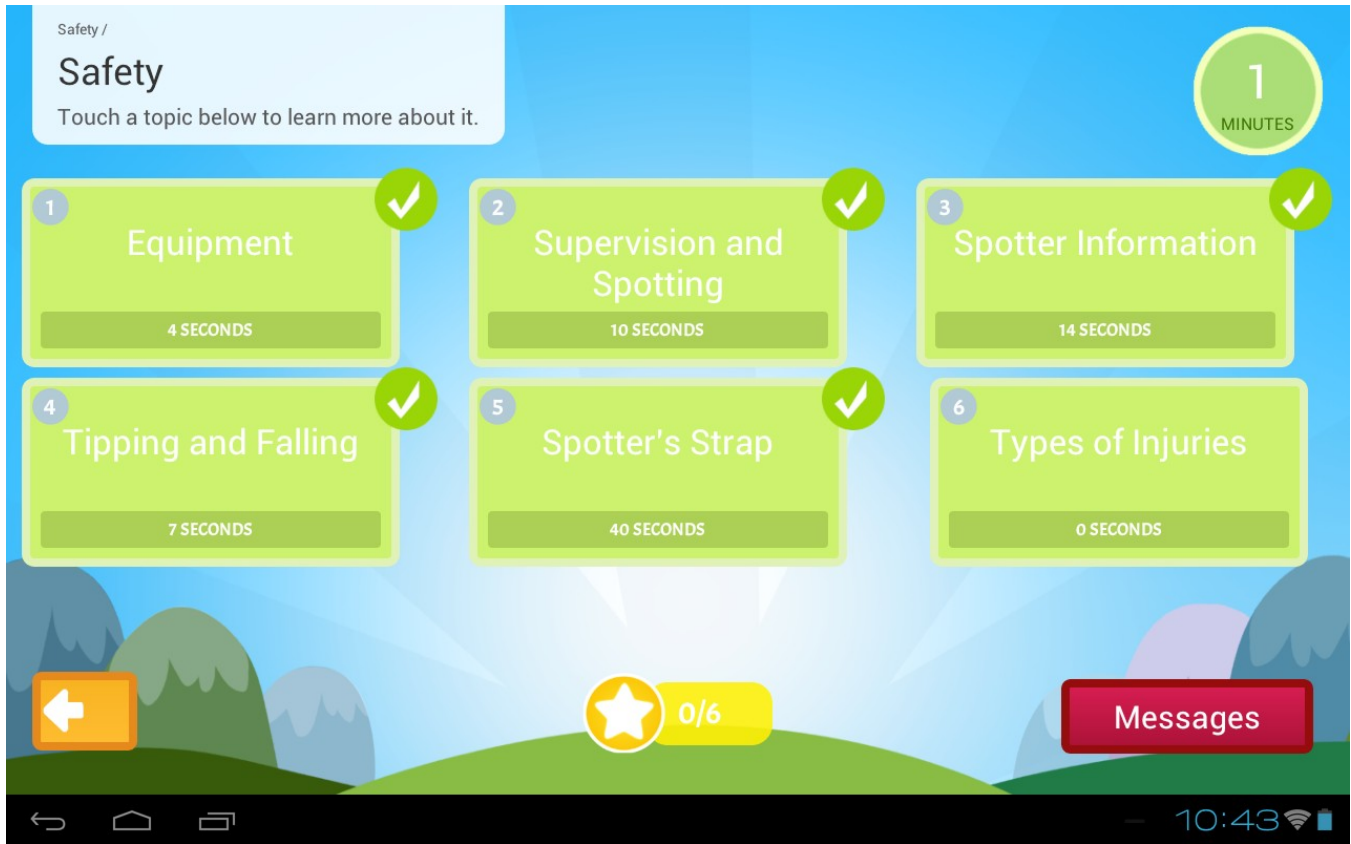 Safety /
Safety
Touch a topic below to learn more about it.
1
MINUTES
1
Equipment
4 SECONDS
2
Supervision and
Spotting
10 SECONDS
3
Spotter Information
14 SECONDS
4
Tipping and Falling
7 SECONDS
5
Spotter's Strap
40 SECONDS
6
Types of Injuries
0 SECONDS
0/6
Messages
10:43